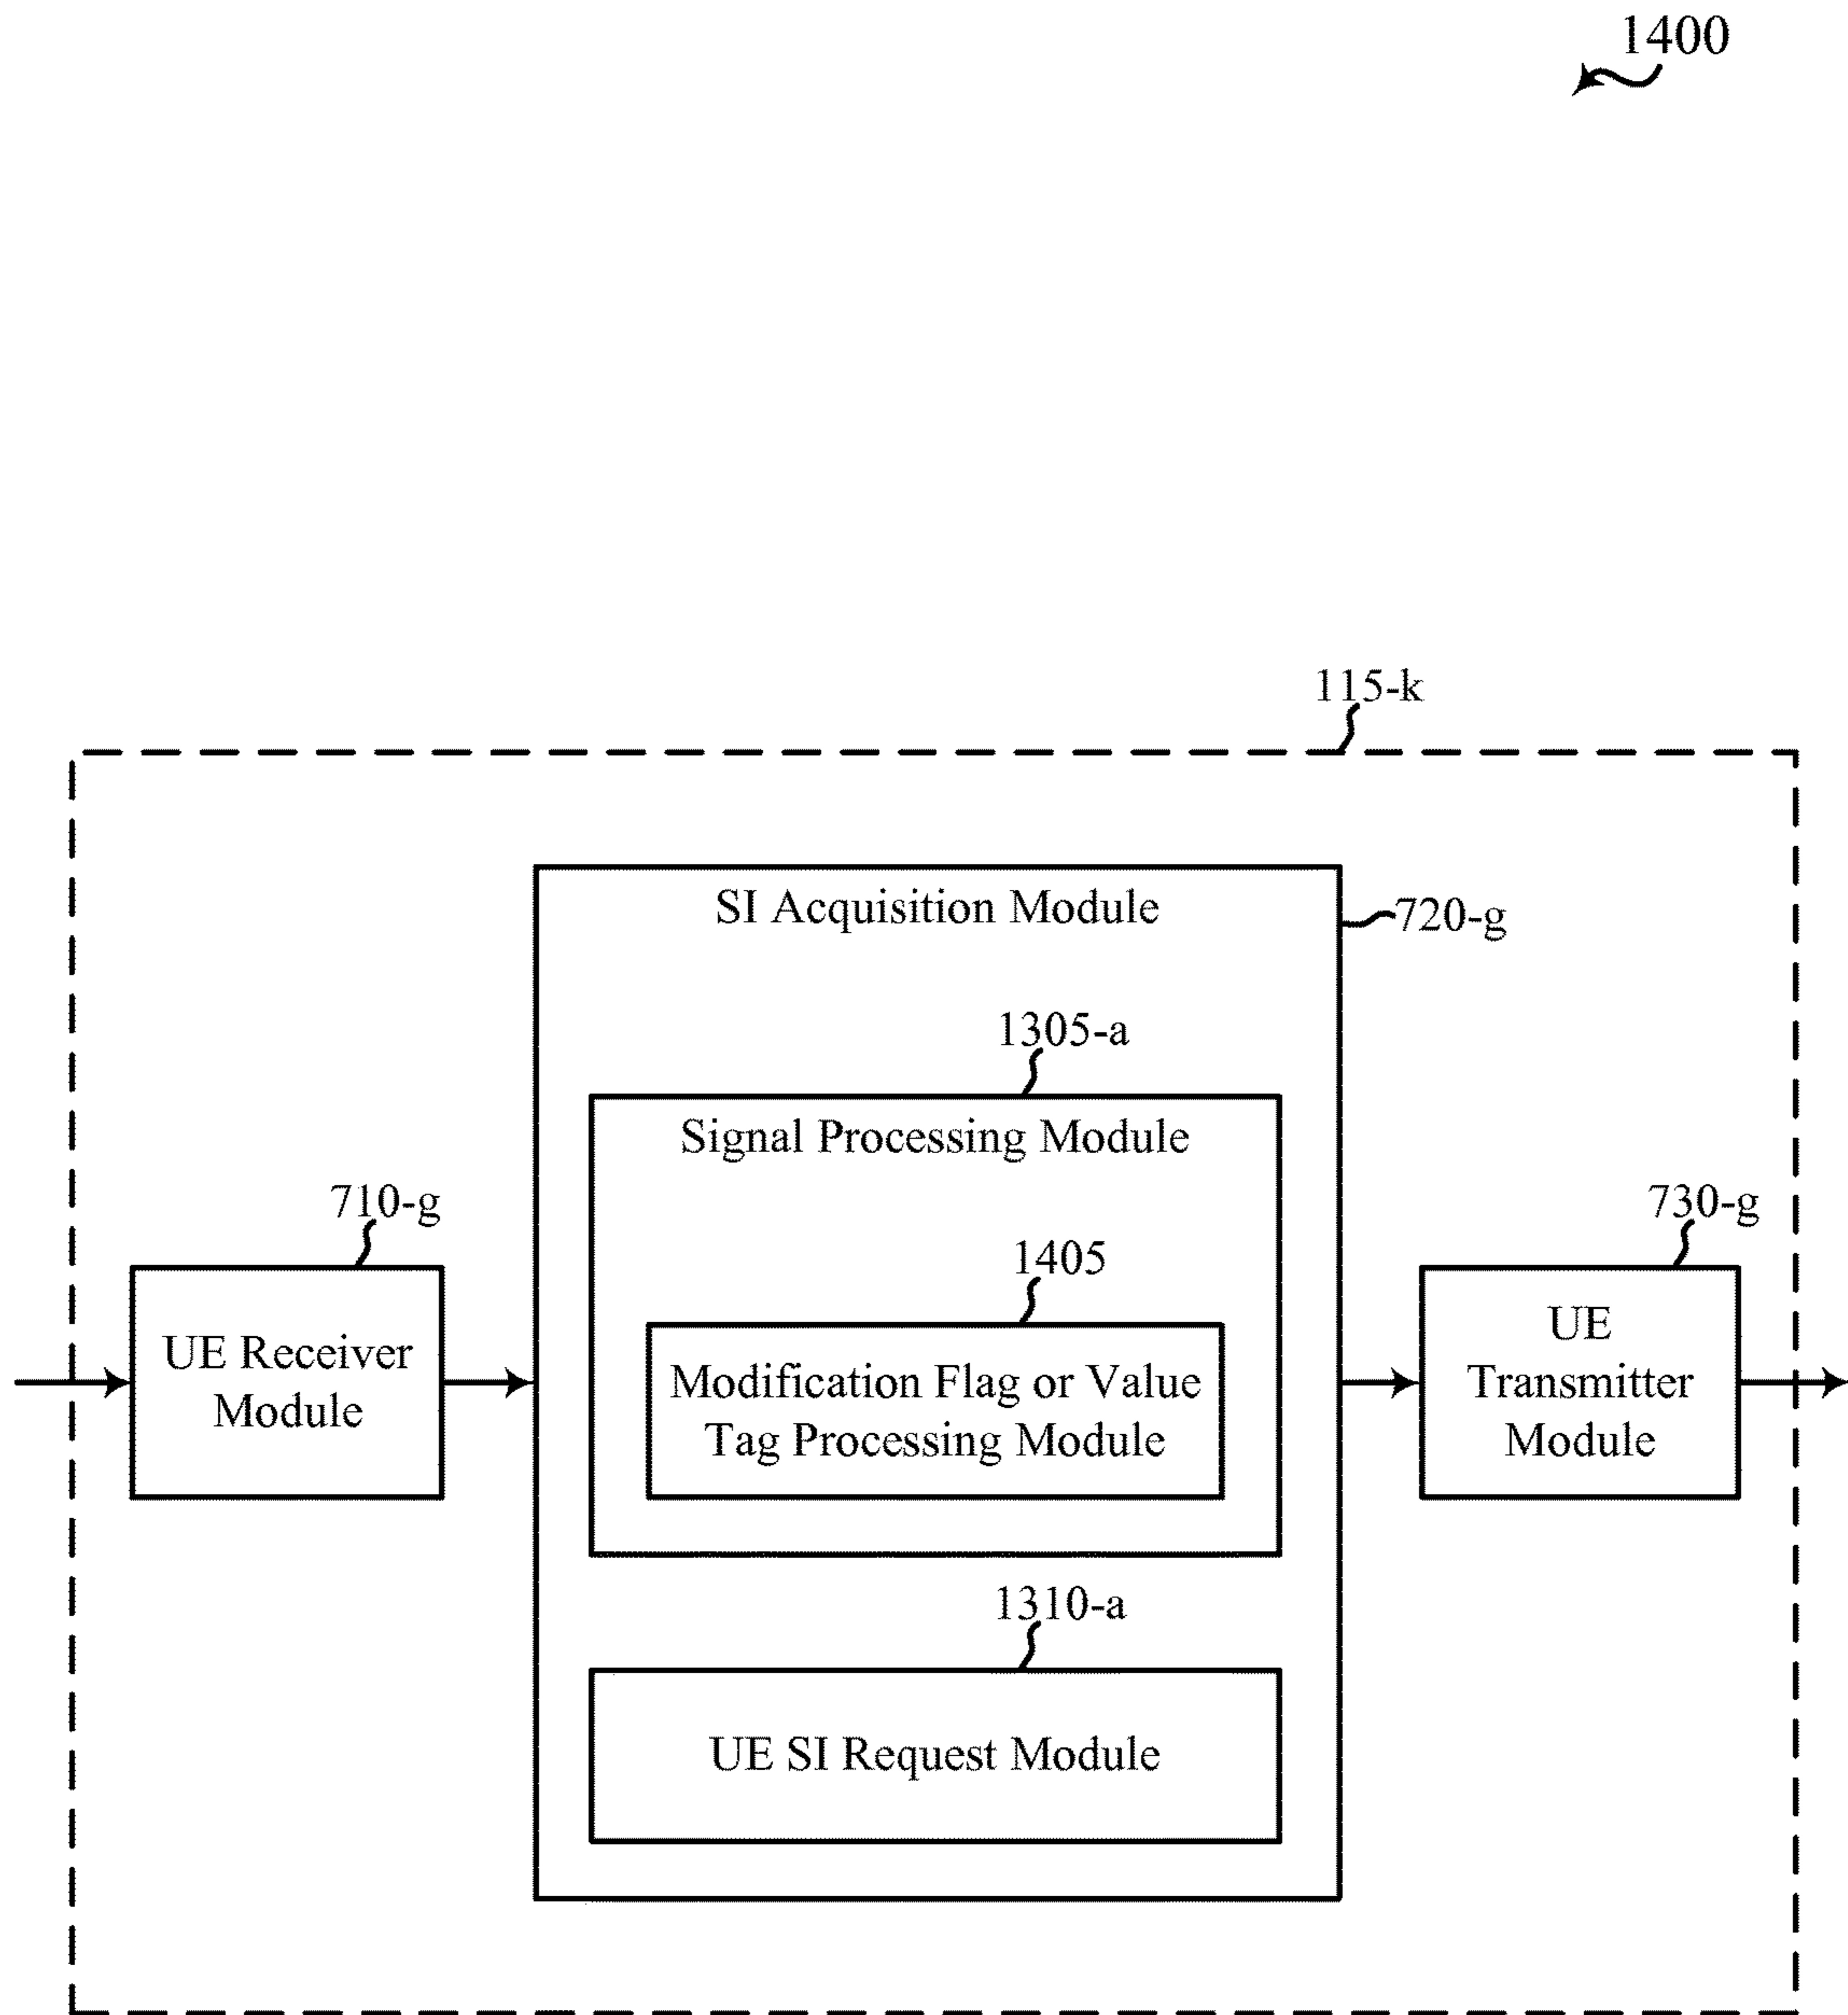 1400
115-k
SI Acquisition Module
720-g
1305-a
Signal Processing Module
710-g
730-g
1405
UE Receiver
Module
Modification Flag or Value
Tag Processing Module
UE
Transmitter
Module
1310-a
UE SI Request Module